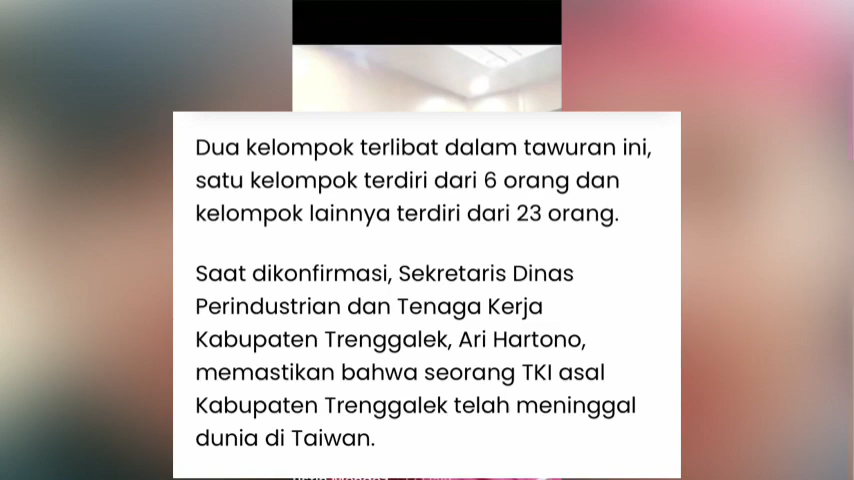 Dua kelompok terlibat dalam tawuran ini,
satu kelompok terdiri dari 6 orang dan
kelompok lainnya terdiri dari 23 orang.
Saat dikonfirmasi, Sekretaris Dinas
Perindustrian dan Tenaga Kerja
Kabupaten Trenggalek, Ari Hartono,
memastikan bahwa seorang TKI asal
Kabupaten Trenggalek telah meninggal
dunia di Taiwan.